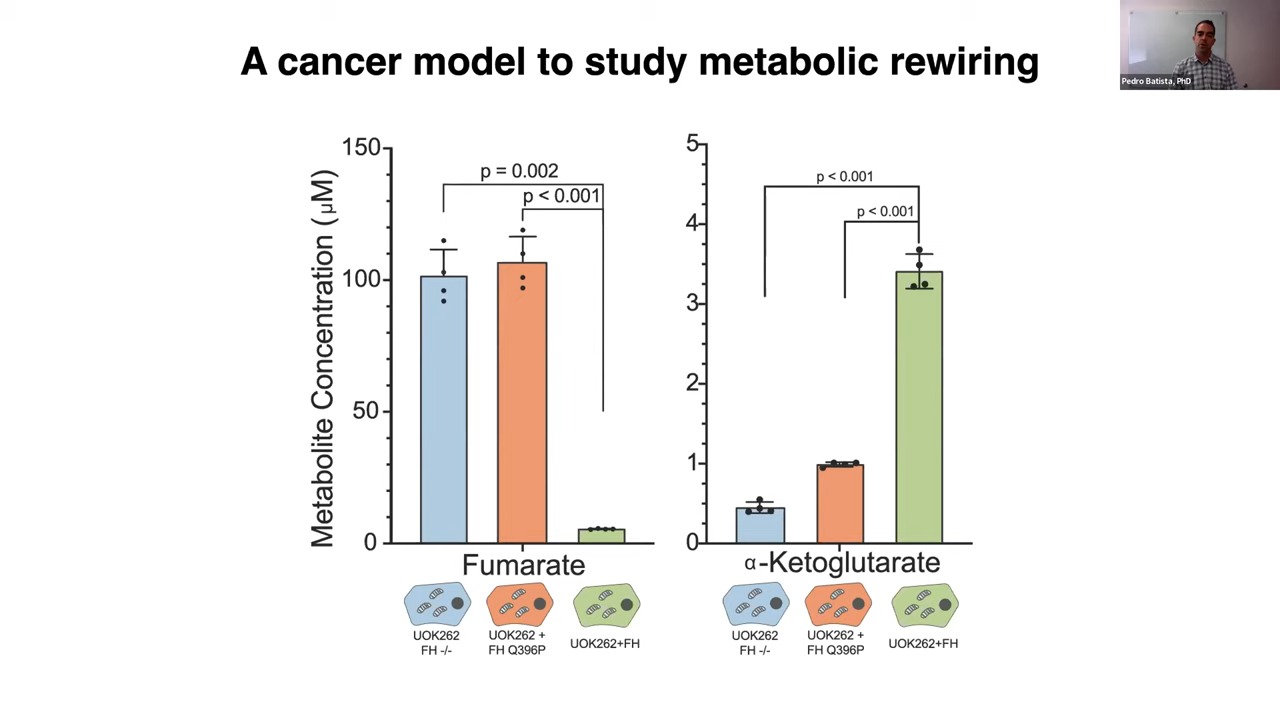 A cancer model to study metabolic rewiring
Pedro Batista, PhD
Metabolite Concentration (μM)
150
100
50
0
p = 0.002
p < 0.001
Fumarate
UOK262
FH -/-
UOK262 +
FH Q396P
UOK262+FH
5
4
3
2
1
0
p < 0.001
p < 0.001
α-Ketoglutarate
UOK262
FH -/-
UOK262 +
FH Q396P
UOK262+FH